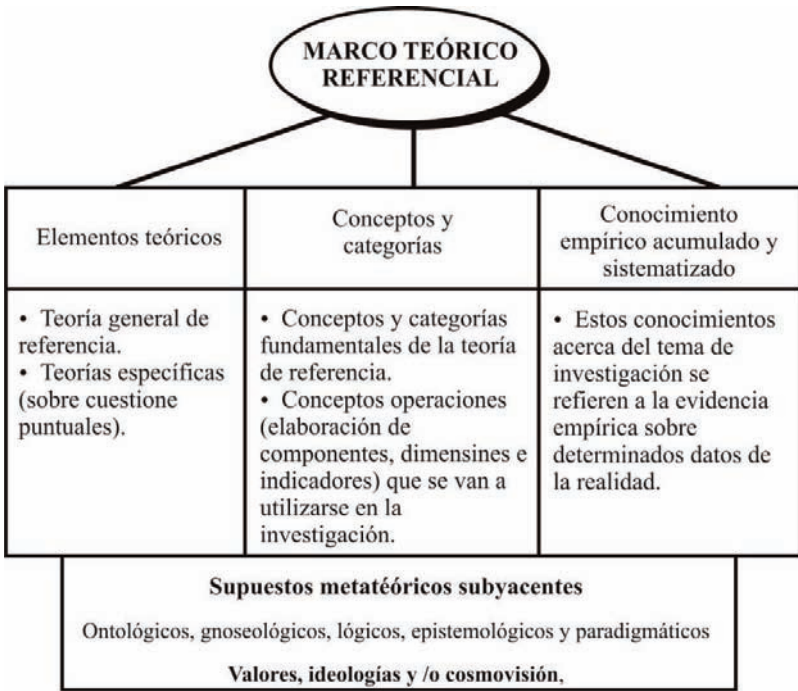 MARCO TEÓRICO
REFERENCIAL
Elementos teóricos
Conceptos y
categorías
Conocimiento
empírico acumulado y
sistematizado
• Teoría general de
referencia.
• Teorías específicas
(sobre cuestione
puntuales).
• Conceptos y categorías
fundamentales de la teoría
de referencia.
• Conceptos operaciones
(elaboración de
componentes, dimensines e
indicadores) que se van a
utilizarse en la
investigación.
• Estos conocimientos
acerca del tema de
investigación se
refieren a la evidencia
empírica sobre
determinados datos de
la realidad.
Supuestos metatéóricos subyacentes
Ontológicos, gnoseológicos, lógicos, epistemológicos y paradigmáticos
Valores, ideologías y /o cosmovisión,